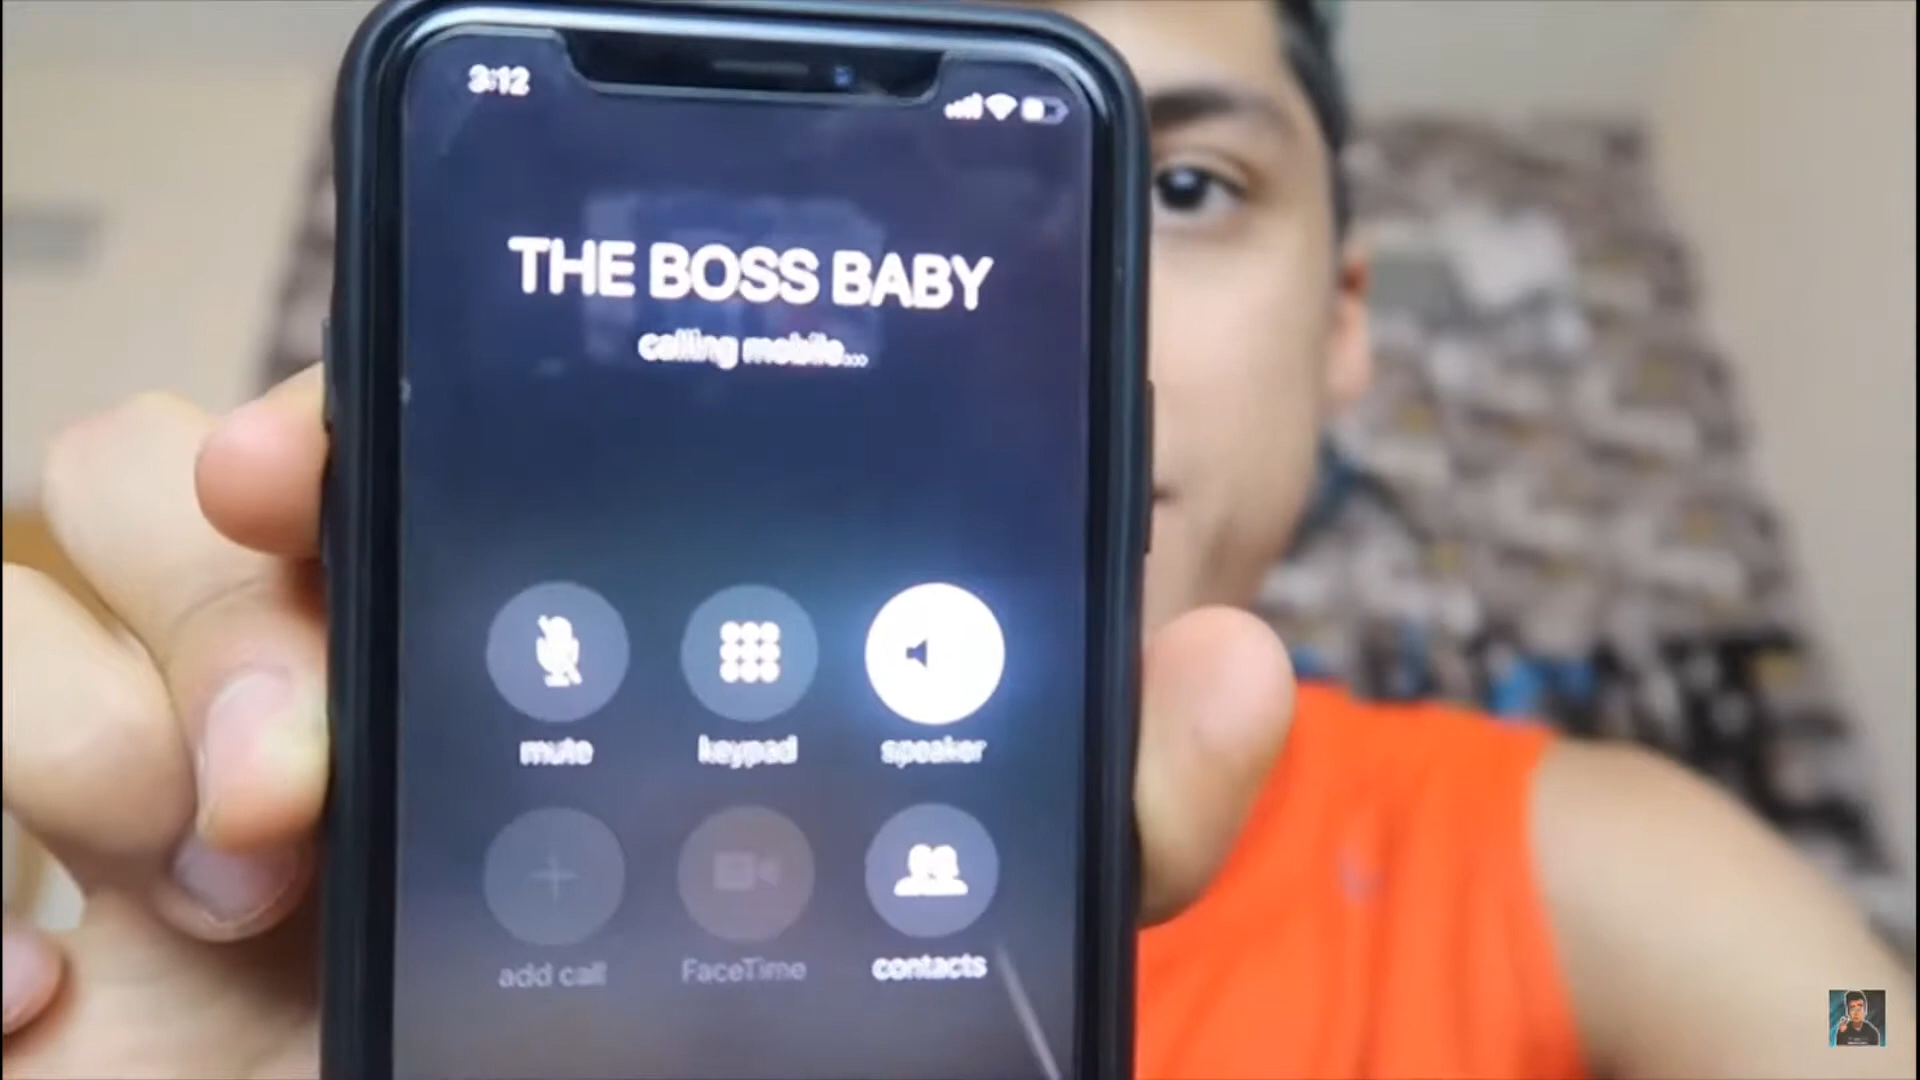 3:12
THE BOSS BABY
calling mobile...
mute
keypad
speaker
add call
FaceTime
contacts